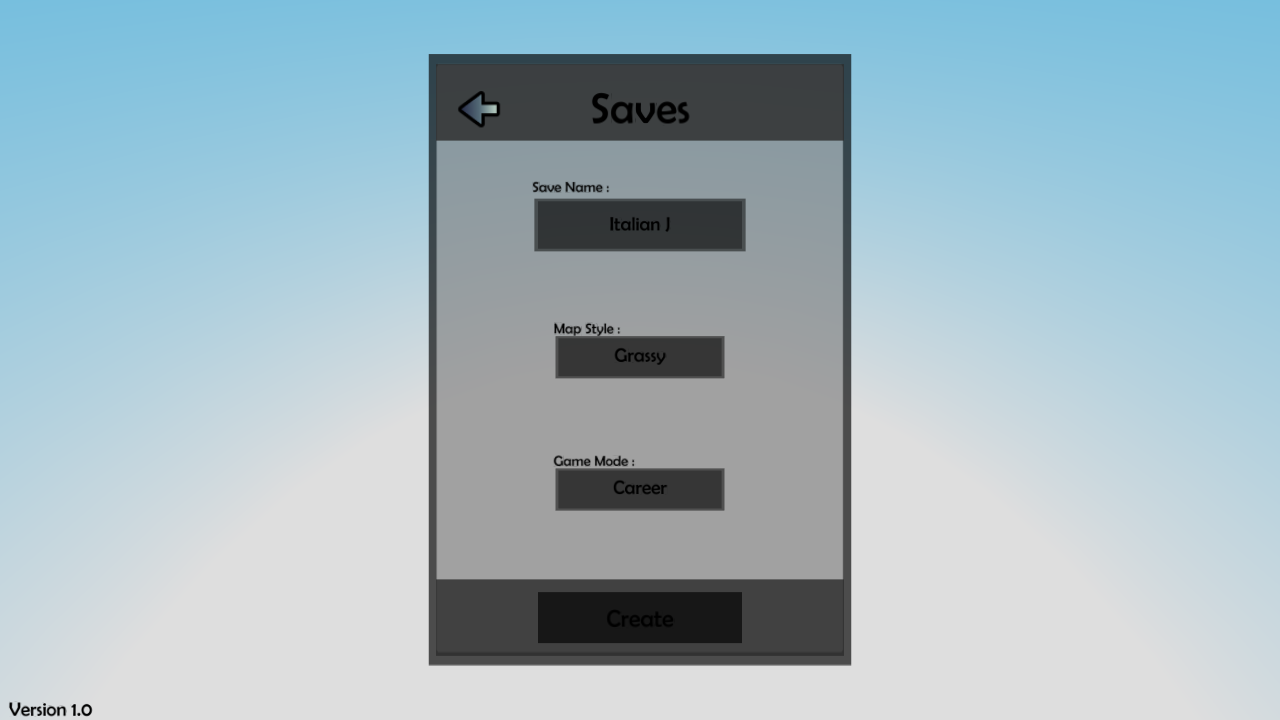 Saves
Save Name :
Italian J
Map Style :
Grassy
Game Mode :
Career
Create
Version 1.0